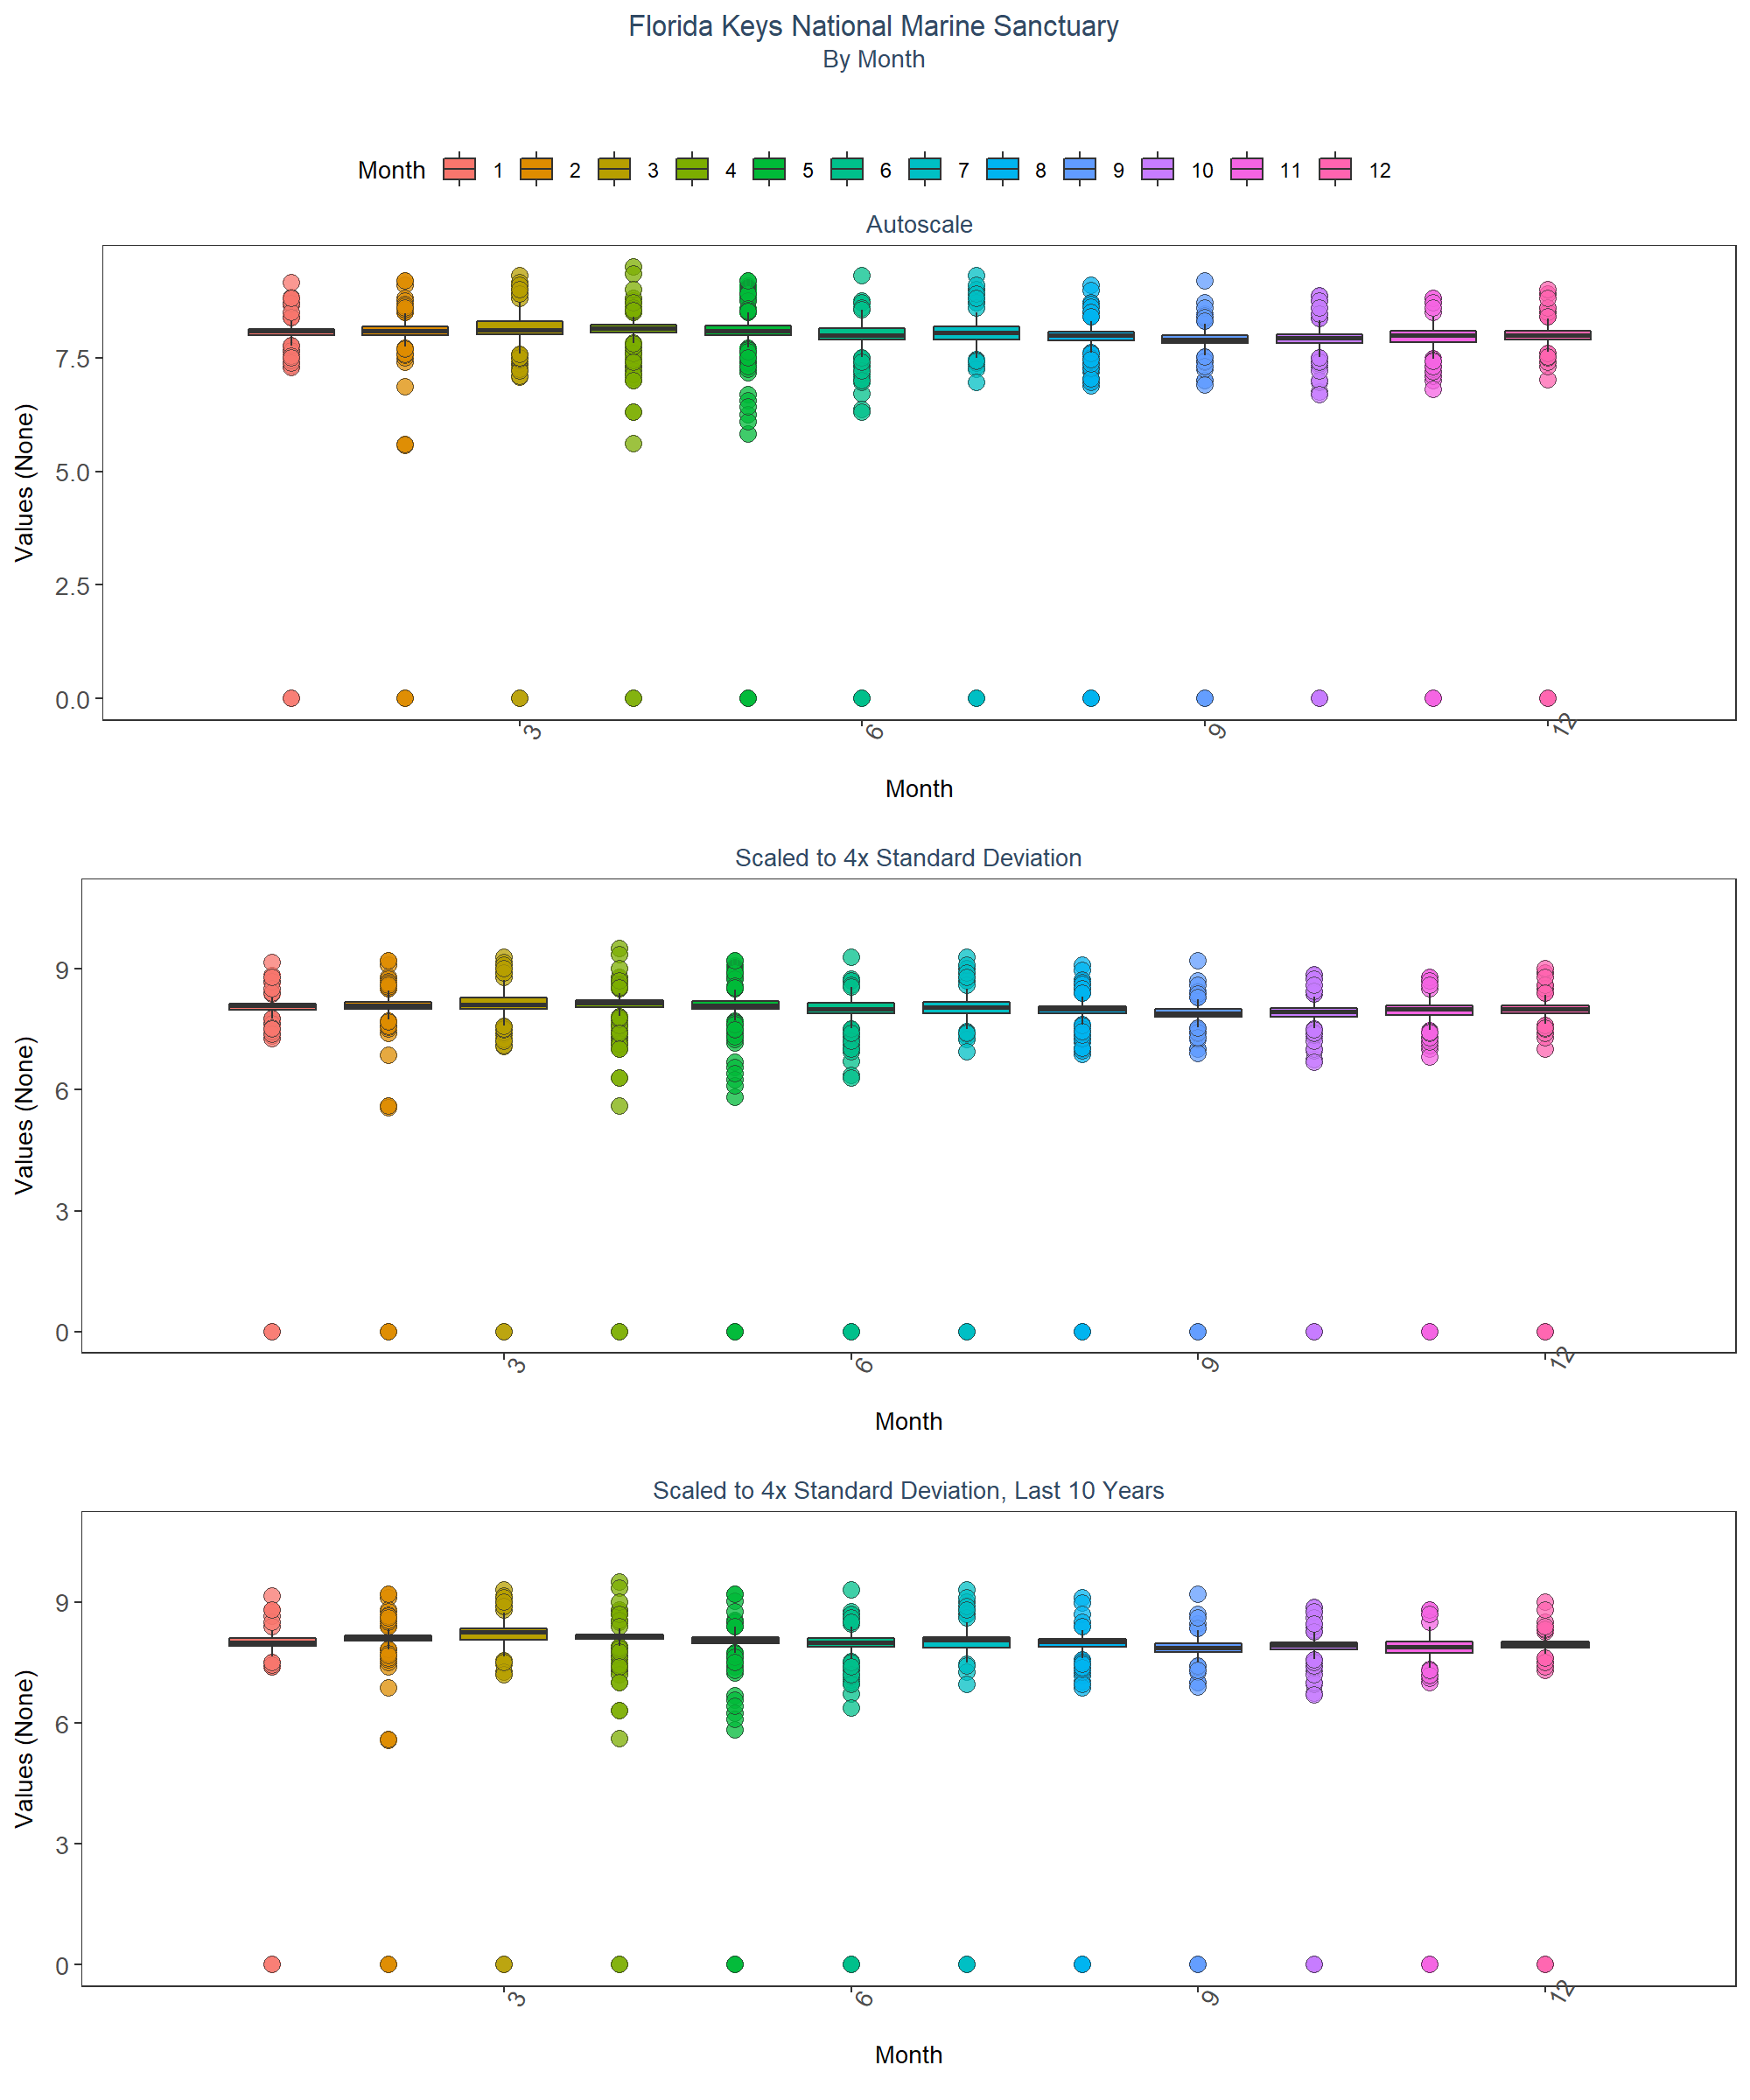 Florida Keys National Marine Sanctuary
By Month
Month 1 2 3 4 5 6 7 8 9 10 11 12
Autoscale
Values (None)
7.5
5.0
2.5
0.0
3 6 9 12
Month
Scaled to 4x Standard Deviation
Values (None)
9
6
3
0
3 6 9 12
Month
Scaled to 4x Standard Deviation, Last 10 Years
Values (None)
9
6
3
0
3 6 9 12
Month